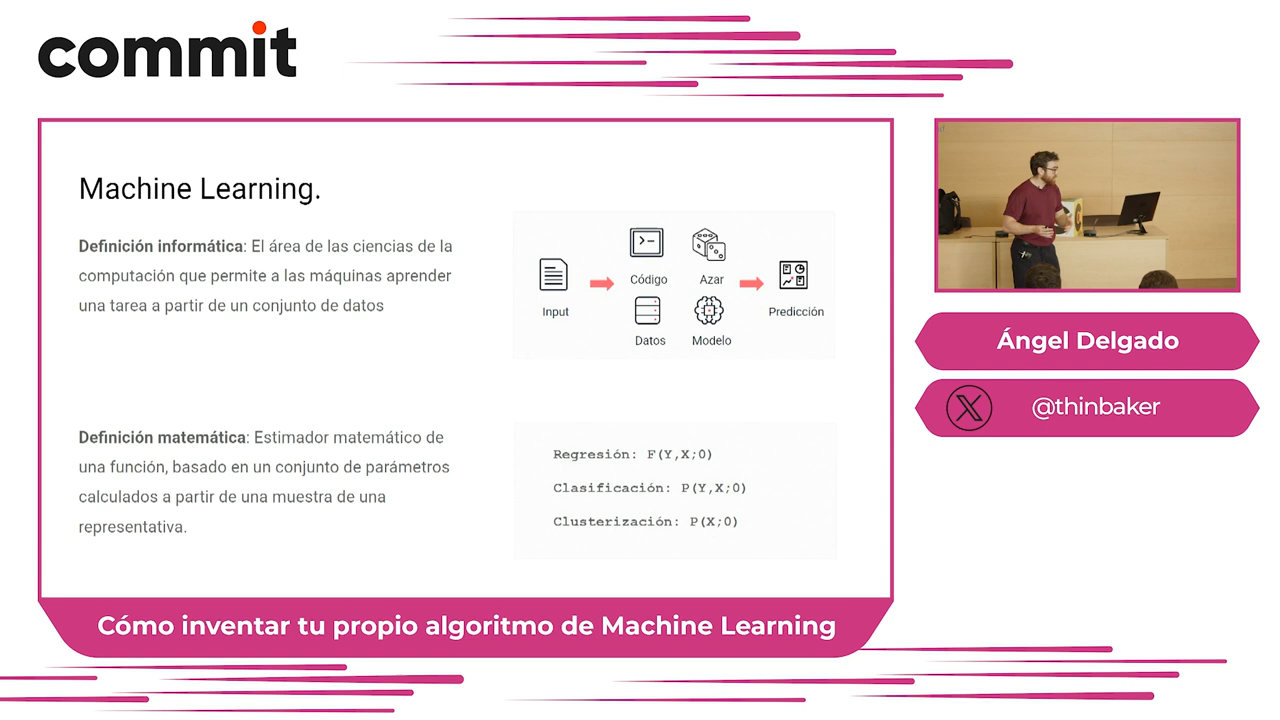 commit
Machine Learning.
Definición informática: El área de las ciencias de la
computación que permite a las máquinas aprender
una tarea a partir de un conjunto de datos
Input
Código
Azar
Datos
Modelo
Predicción
Definición matemática: Estimador matemático de
una función, basado en un conjunto de parámetros
calculados a partir de una muestra de una
representativa.
Regresión: F(Y,X;0)
Clasificación: P(Y,X;0)
Clusterización: P(X;0)
Cómo inventar tu propio algoritmo de Machine Learning
Ángel Delgado
@thinbaker